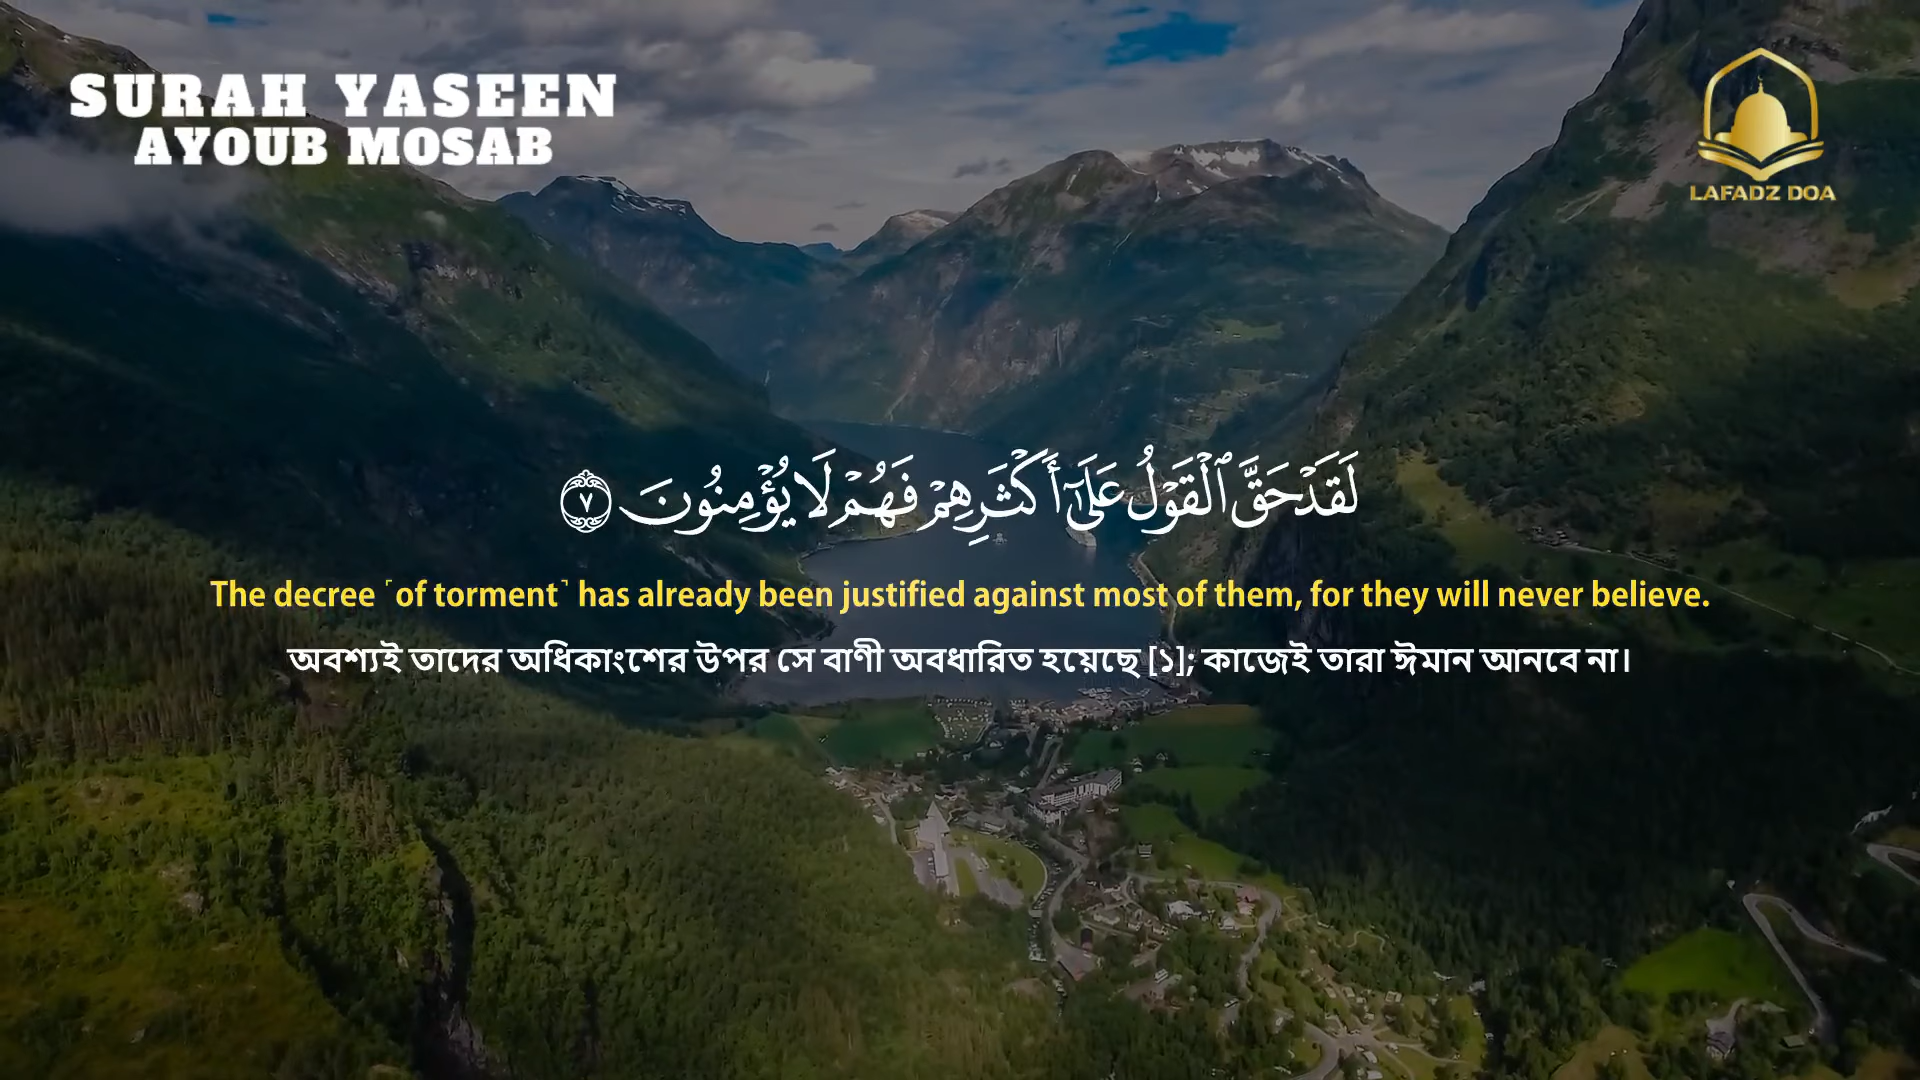 SURAH YASEEN
AYOUB MOSAB
LAFADZ DOA
لَقَدْ حَقَّ ٱلْقَوْلُ عَلَىٰٓ أَكْثَرِهِمْ فَهُمْ لَا يُؤْمِنُونَ ٧
The decree ˹of torment˺ has already been justified against most of them, for they will never believe.
অবশ্যই তাদের অধিকাংশের উপর সে বাণী অবধারিত হয়েছে [১]; কাজেই তারা ঈমান আনবে না।